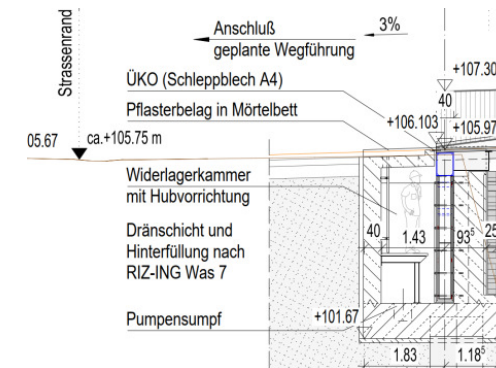 Strassenrand
Anschluß
geplante Wegführung
3%
ÜKO (Schleppblech A4)
+107.30
40
Pflasterbelag in Mörtelbett
+106.103
+105.97
05.67
ca.+105.75 m
Widerlagerkammer
mit Hubvorrichtung
40
1.43
93⁵
25
Dränschicht und
Hinterfüllung nach
RIZ-ING Was 7
Pumpensumpf
+101.67
1.83
1.18⁵